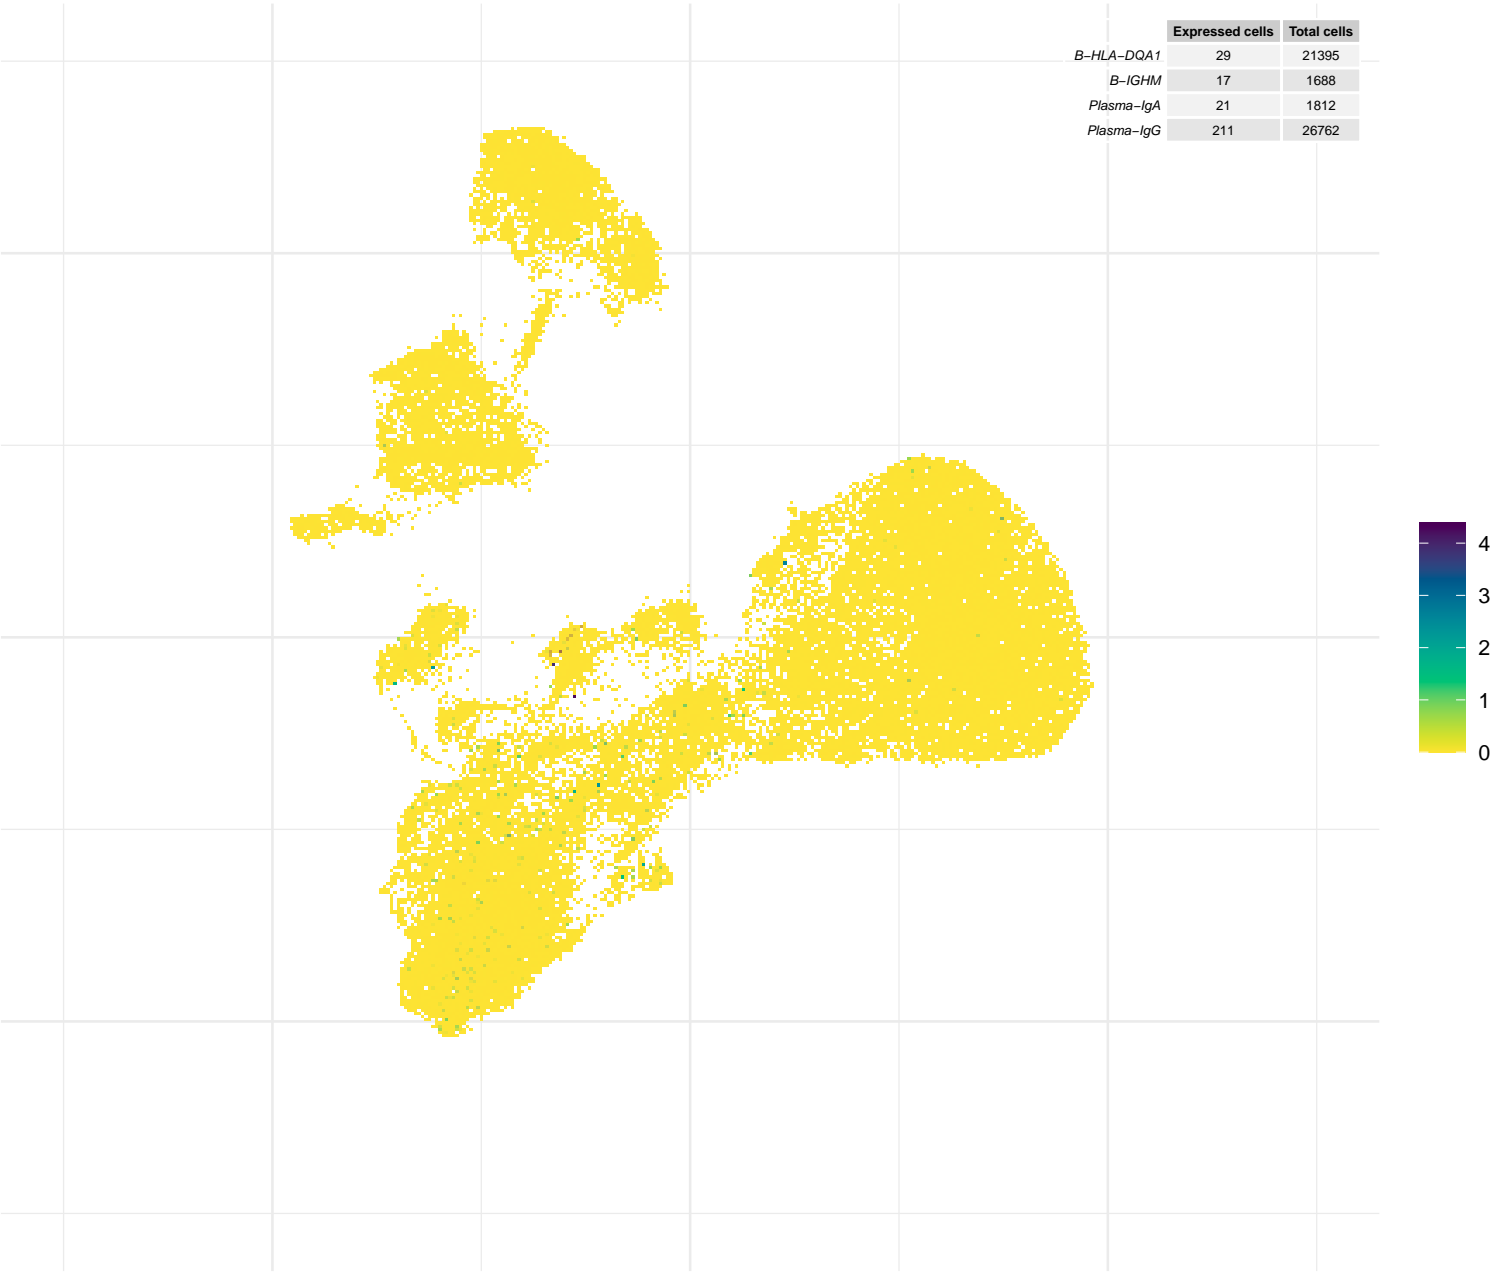 Expressed cells Total cells
B−HLA−DQA1 29 21395
B−IGHM 17 1688
Plasma−IgA 21 1812
Plasma−IgG 211 26762
4
3
2
1
0